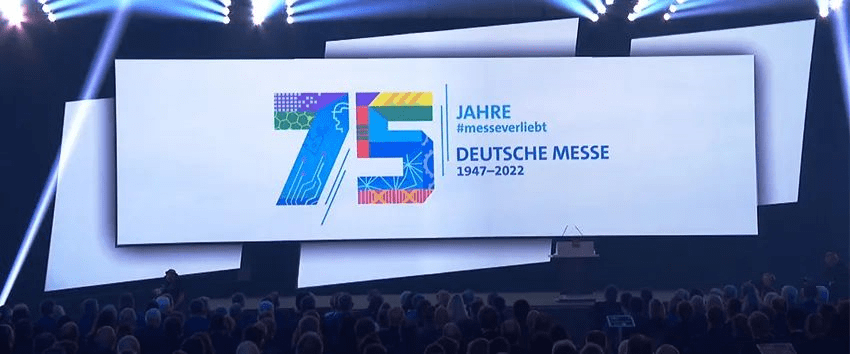 75
JAHRE
#messeverliebt
DEUTSCHE MESSE
1947–2022